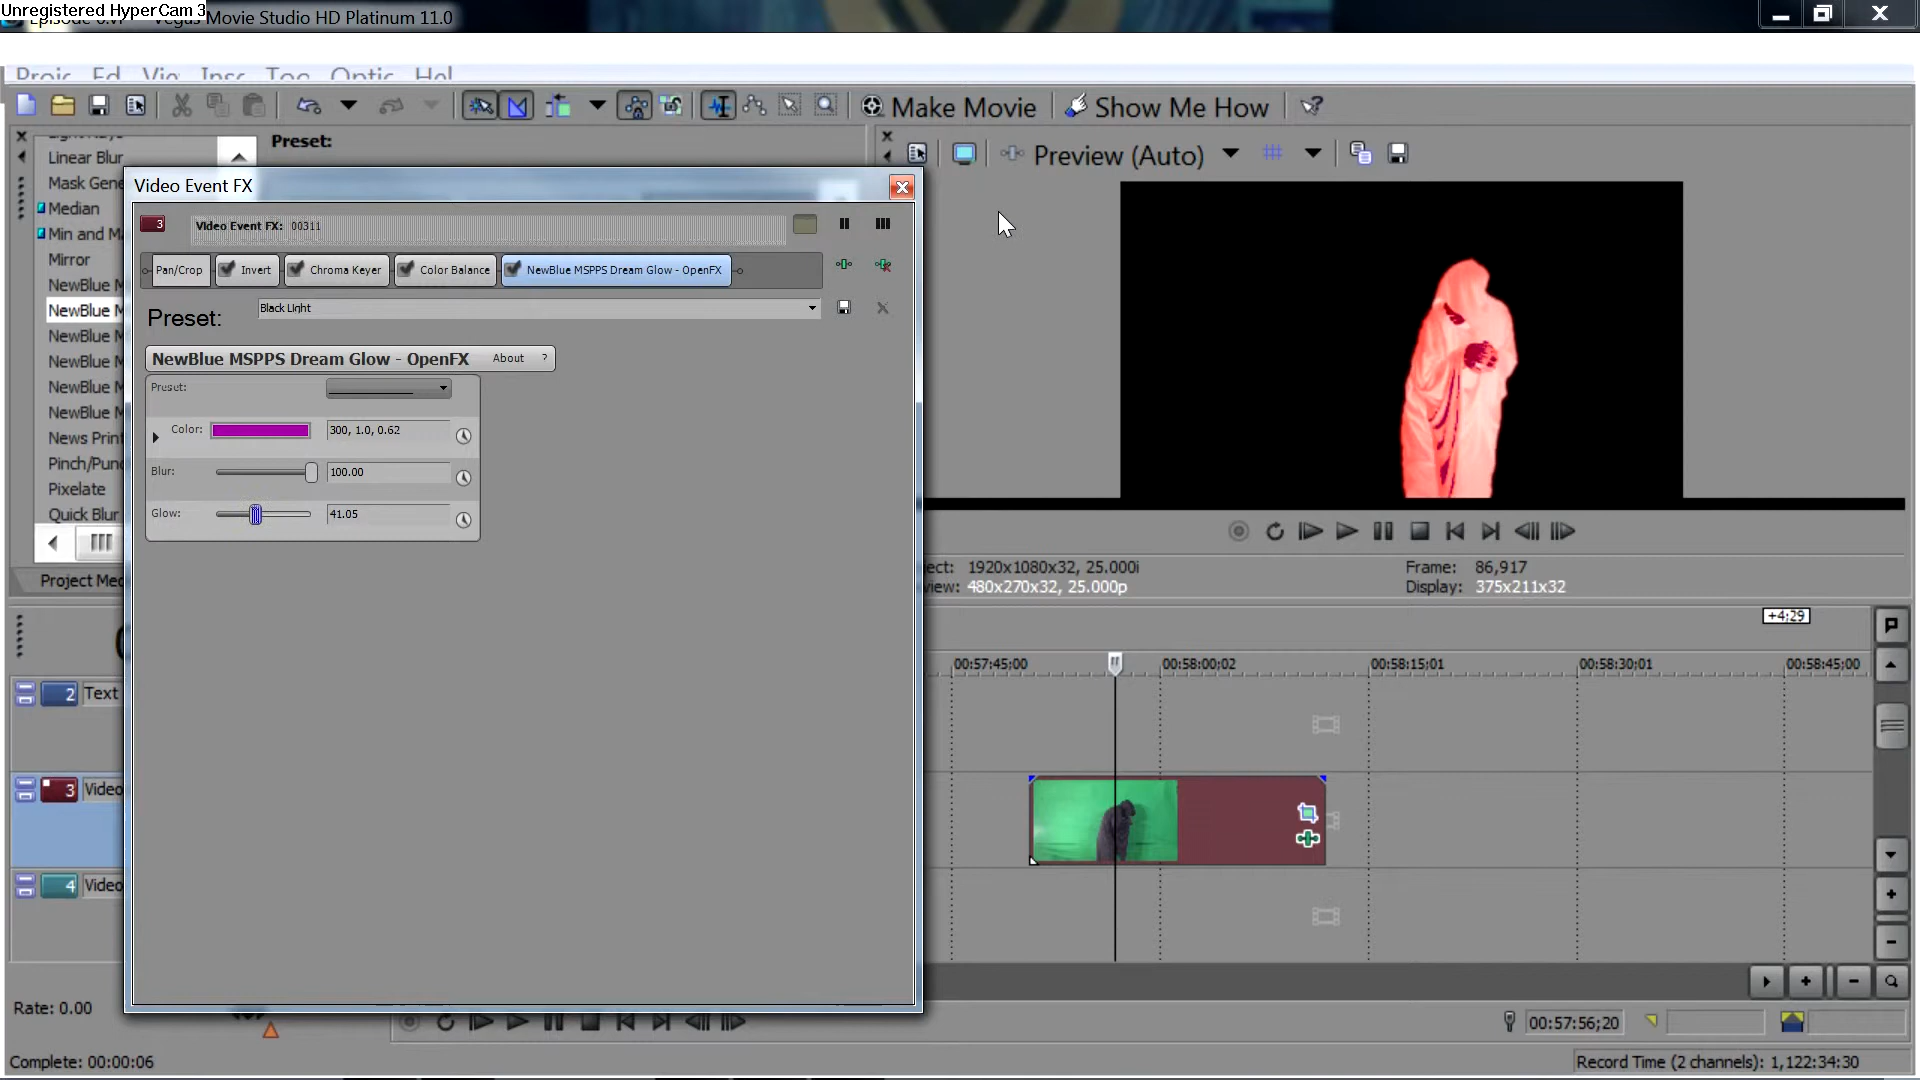 Unregistered HyperCam 3
Vegas Movie Studio HD Platinum 11.0
Make Movie
Show Me How
Linear Blur
Mask Gene
Median
Min and Ma
Mirror
NewBlue M
NewBlue M
NewBlue M
NewBlue M
NewBlue M
NewBlue M
News Print
Pinch/Punc
Pixelate
Quick Blur
Project Med
Preset:
Preview (Auto)
Video Event FX
3
Video Event FX: 00311
Pan/Crop
Invert
Chroma Keyer
Color Balance
NewBlue MSPPS Dream Glow - OpenFX
Preset:
Black Light
NewBlue MSPPS Dream Glow - OpenFX
About
?
Preset:
Color:
300, 1.0, 0.62
Blur:
100.00
Glow:
41.05
ect: 1920x1080x32, 25.000i
Frame: 86,917
iew: 480x270x32, 25.000p
Display: 375x211x32
+4;29
00:57:45;00
00:58:00;02
00:58:15;01
00:58:30;01
00:58:45;00
2 Text
3 Video
4 Video
Rate: 0.00
00:57:56;20
Complete: 00:00:06
Record Time (2 channels): 1,122:34:30